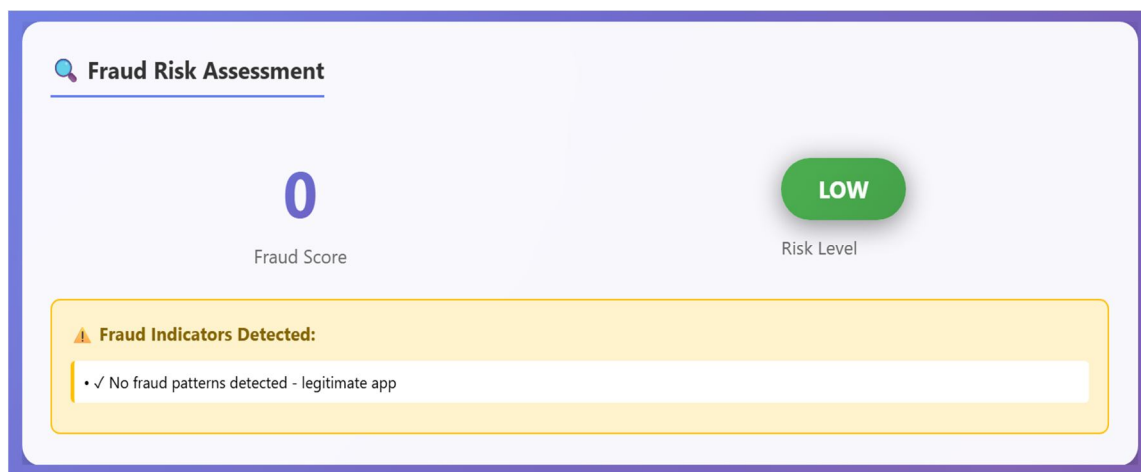 🔍 Fraud Risk Assessment
0
Fraud Score
LOW
Risk Level
⚠️ Fraud Indicators Detected:
• ✓ No fraud patterns detected - legitimate app